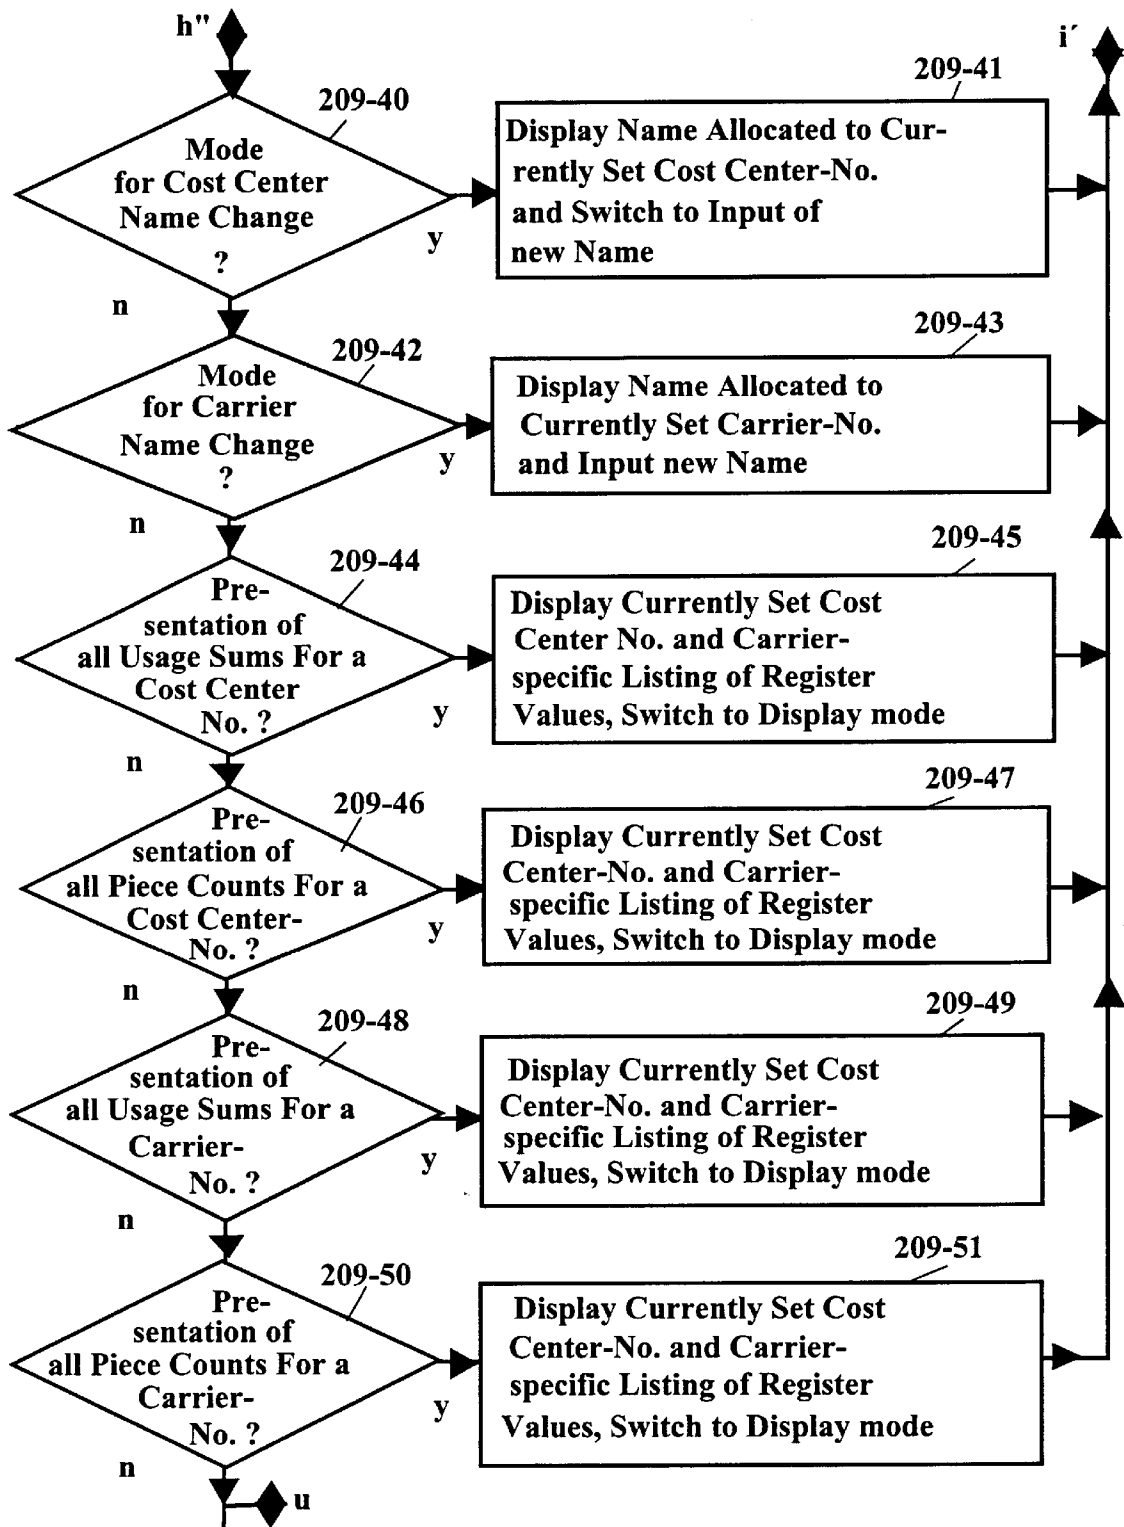 h"
i´
209-40
209-41
Mode
for Cost Center
Name Change
?
y
n
Display Name Allocated to Cur-
rently Set Cost Center-No.
and Switch to Input of
new Name
209-42
209-43
Mode
for Carrier
Name Change
?
y
n
Display Name Allocated to
Currently Set Carrier-No.
and Input new Name
209-44
209-45
Pre-
sentation of
all Usage Sums For a
Cost Center
No. ?
y
n
Display Currently Set Cost
Center No. and Carrier-
specific Listing of Register
Values, Switch to Display mode
209-46
209-47
Pre-
sentation of
all Piece Counts For a
Cost Center-
No. ?
y
n
Display Currently Set Cost
Center-No. and Carrier-
specific Listing of Register
Values, Switch to Display mode
209-48
209-49
Pre-
sentation of
all Usage Sums For a
Carrier-
No. ?
y
n
Display Currently Set Cost
Center-No. and Carrier-
specific Listing of Register
Values, Switch to Display mode
209-50
209-51
Pre-
sentation of
all Piece Counts For a
Carrier-
No. ?
y
n
Display Currently Set Cost
Center-No. and Carrier-
specific Listing of Register
Values, Switch to Display mode
u